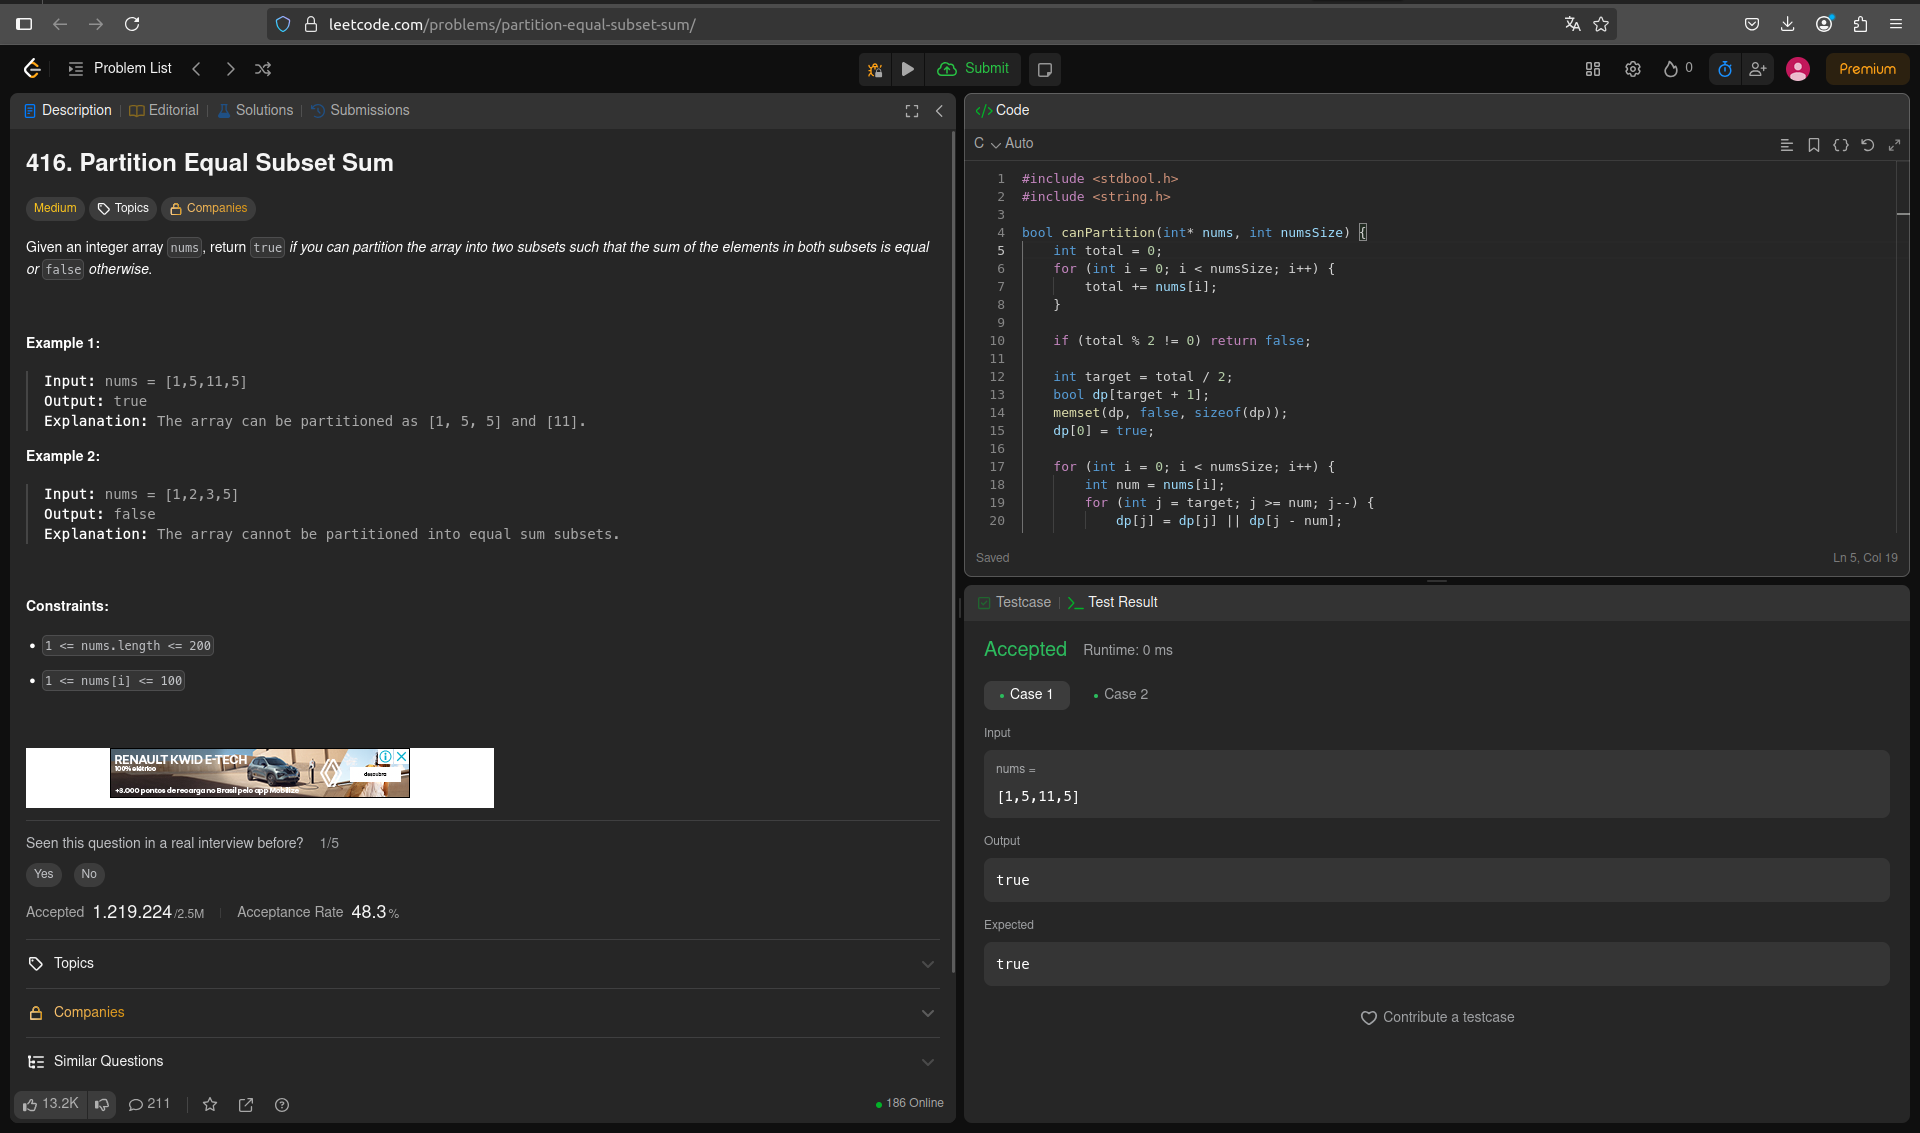 leetcode.com/problems/partition-equal-subset-sum/
Problem List
Submit
0
Premium
Description
Editorial
Solutions
Submissions
416. Partition Equal Subset Sum
Medium
Topics
Companies
Given an integer array nums, return true if you can partition the array into two subsets such that the sum of the elements in both subsets is equal
or false otherwise.
Example 1:
Input: nums = [1,5,11,5]
Output: true
Explanation: The array can be partitioned as [1, 5, 5] and [11].
Example 2:
Input: nums = [1,2,3,5]
Output: false
Explanation: The array cannot be partitioned into equal sum subsets.
Constraints:
• 1 <= nums.length <= 200
• 1 <= nums[i] <= 100
RENAULT KWID E-TECH
100% elétrico
descubra
+3.000 pontos de recarga no Brasil pelo app Mobilize
Seen this question in a real interview before? 1/5
Yes No
Accepted 1.219.224/2.5M Acceptance Rate 48.3%
Topics
Companies
Similar Questions
13.2K 211
186 Online
</> Code
C Auto
1 #include <stdbool.h>
2 #include <string.h>
3
4 bool canPartition(int* nums, int numsSize) {
5 int total = 0;
6 for (int i = 0; i < numsSize; i++) {
7 total += nums[i];
8 }
9
10 if (total % 2 != 0) return false;
11
12 int target = total / 2;
13 bool dp[target + 1];
14 memset(dp, false, sizeof(dp));
15 dp[0] = true;
16
17 for (int i = 0; i < numsSize; i++) {
18 int num = nums[i];
19 for (int j = target; j >= num; j--) {
20 dp[j] = dp[j] || dp[j - num];
Saved
Ln 5, Col 19
Testcase
>_ Test Result
Accepted Runtime: 0 ms
• Case 1 • Case 2
Input
nums =
[1,5,11,5]
Output
true
Expected
true
Contribute a testcase